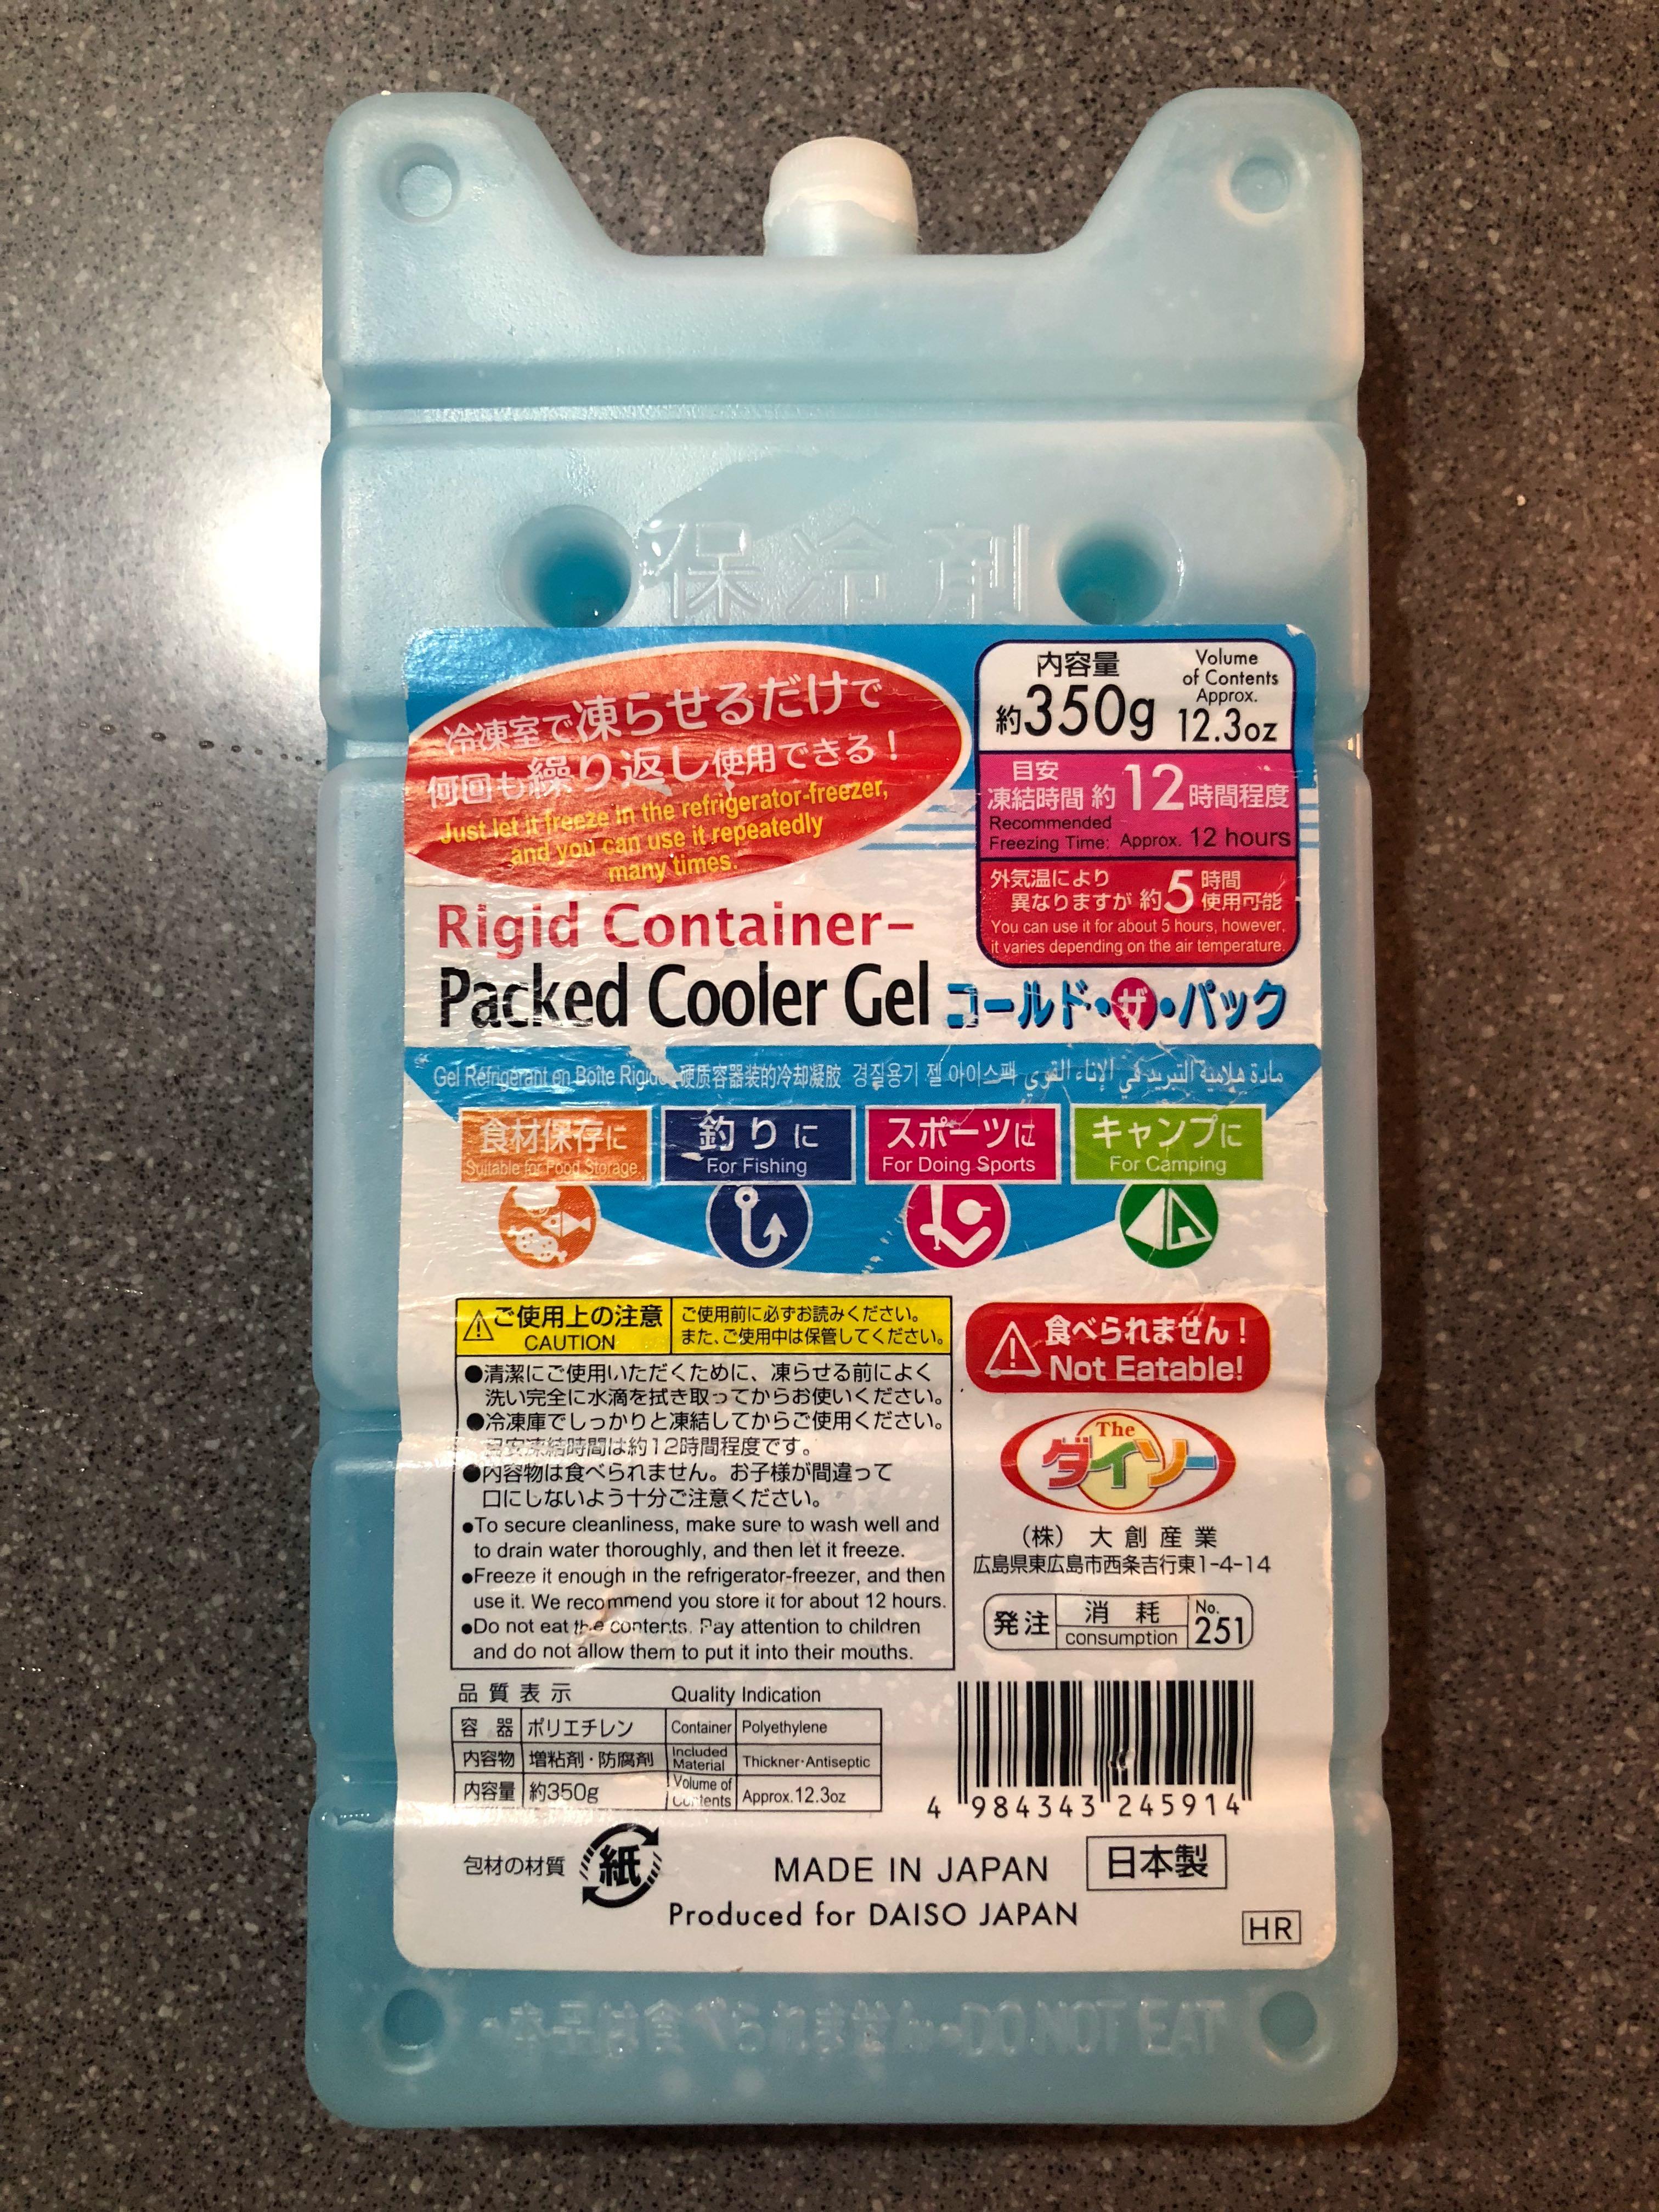 保冷剤
冷凍室で凍らせるだけで
何回も繰り返し使用できる！
Just let it freeze in the refrigerator-freezer,
and you can use it repeatedly
many times.
内容量
約350g
Volume
of Contents
Approx.
12.3oz
目安
凍結時間 約12時間程度
Recommended
Freezing Time: Approx. 12 hours
外気温により
異なりますが 約5時間使用可能
You can use it for about 5 hours, however,
it varies depending on the air temperature.
Rigid Container-
Packed Cooler Gel コールド・ザ・パック
Gel Réfrigérant en Boîte Rigide 硬质容器装的冷却凝胶 경질용기 젤 아이스팩 مادة هلامية التبريد في الإناء القوي
食材保存に
Suitable for Food Storage.
釣りに
For Fishing
スポーツに
For Doing Sports
キャンプに
For Camping
ご使用上の注意
CAUTION
ご使用前に必ずお読みください。
また、ご使用中は保管してください。
●清潔にご使用いただくために、凍らせる前によく
洗い完全に水滴を拭き取ってからお使いください。
●冷凍庫でしっかりと凍結してからご使用ください。
目安凍結時間は約12時間程度です。
●内容物は食べられません。お子様が間違って
口にしないよう十分ご注意ください。
●To secure cleanliness, make sure to wash well and
to drain water thoroughly, and then let it freeze.
●Freeze it enough in the refrigerator-freezer, and then
use it. We recommend you store it for about 12 hours.
●Do not eat the contents. Pay attention to children
and do not allow them to put it into their mouths.
食べられません！
Not Eatable!
The
ダイソー
（株）大創産業
広島県東広島市西条吉行東1-4-14
発注 消耗 consumption No. 251
品質表示 Quality Indication
容器 ポリエチレン Container Polyethylene
内容物 増粘剤・防腐剤 Included Material Thickner・Antiseptic
内容量 約350g Volume of Contents Approx.12.3oz
4 984343 245914
包材の材質 紙
MADE IN JAPAN 日本製
Produced for DAISO JAPAN
HR
DO NOT EAT